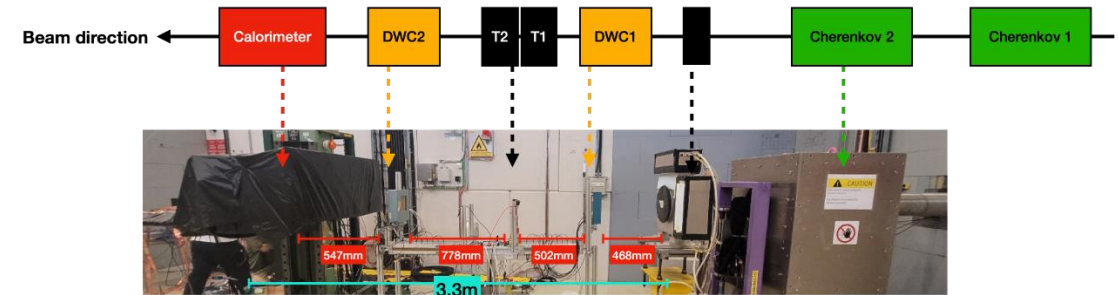 Beam direction
Calorimeter
DWC2
T2
T1
DWC1
Cherenkov 2
Cherenkov 1
CAUTION
547mm
778mm
502mm
468mm
3.3m